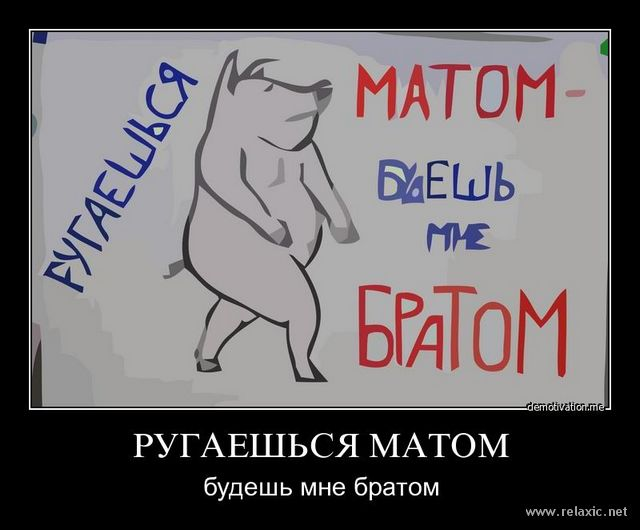 РУГАЕШЬСЯ
МАТОМ-
БУДЕШЬ
МНЕ
БРАТОМ
demotivation.me
РУГАЕШЬСЯ МАТОМ
будешь мне братом
www.relaxic.net